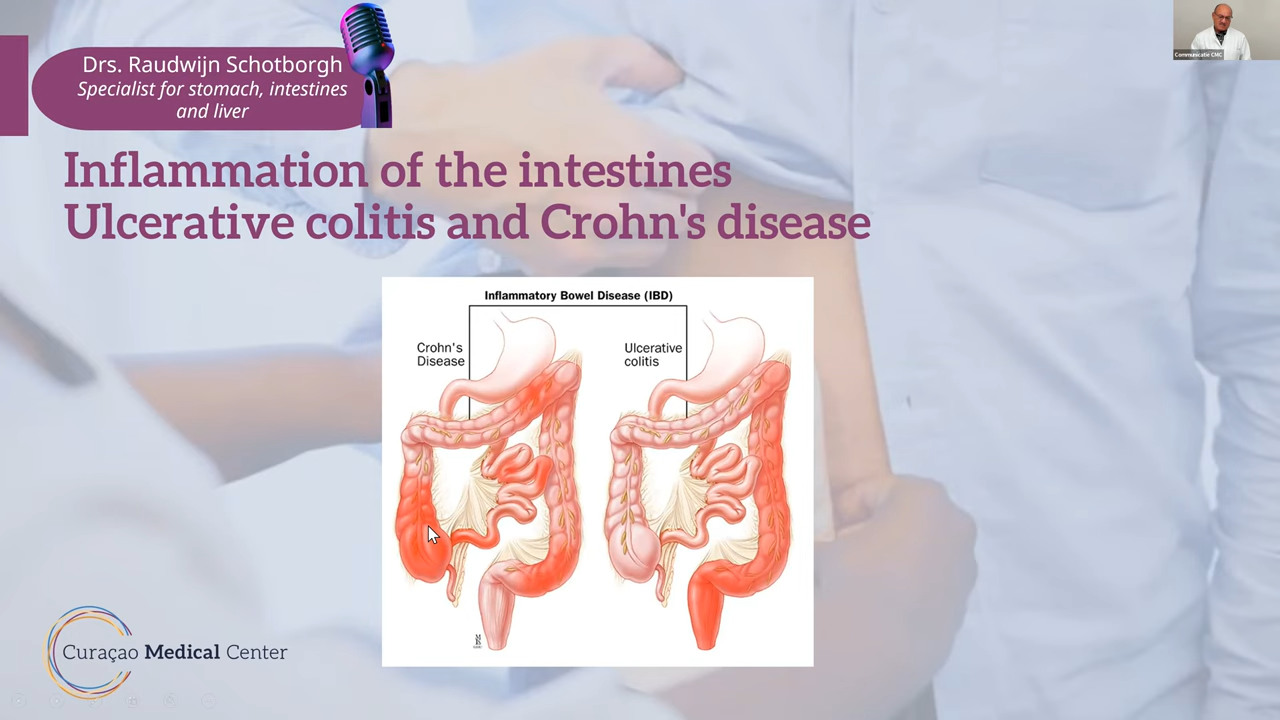 Drs. Raudwijn Schotborgh
Specialist for stomach, intestines
and liver
Communicatie CMC
Inflammation of the intestines
Ulcerative colitis and Crohn's disease
Inflammatory Bowel Disease (IBD)
Crohn's
Disease
Ulcerative
colitis
Curaçao Medical Center